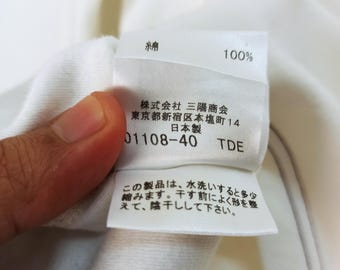 綿 100%
株式会社 三陽商会
東京都新宿区本塩町14
日本製
01108-40 TDE
この製品は、水洗いすると多少
縮みます。干す前によく形を整
えて、陰干しして下さい。